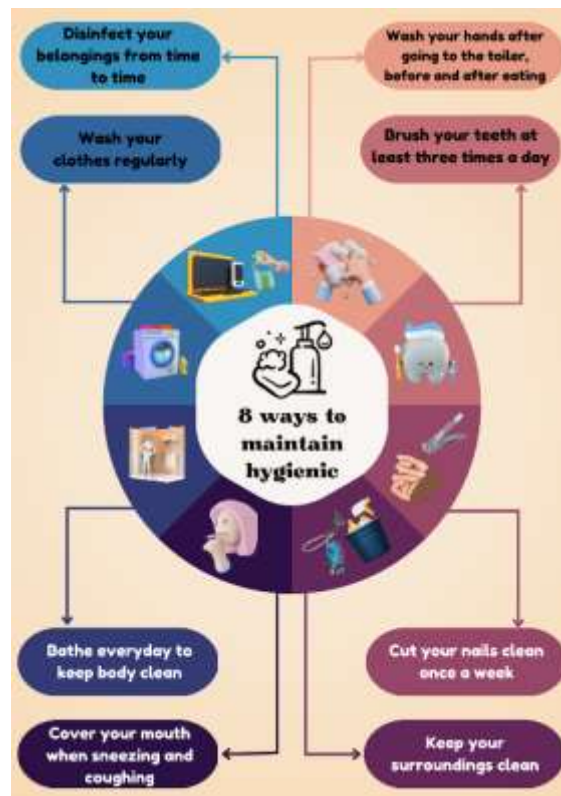 Disinfect your
belongings from time
to time
Wash your hands after
going to the toiler,
before and after eating
Wash your
clothes regularly
Brush your teeth at
least three times a day
8 ways to
maintain
hygienic
Bathe everyday to
keep body clean
Cut your nails clean
once a week
Cover your mouth
when sneezing and
coughing
Keep your
surroundings clean